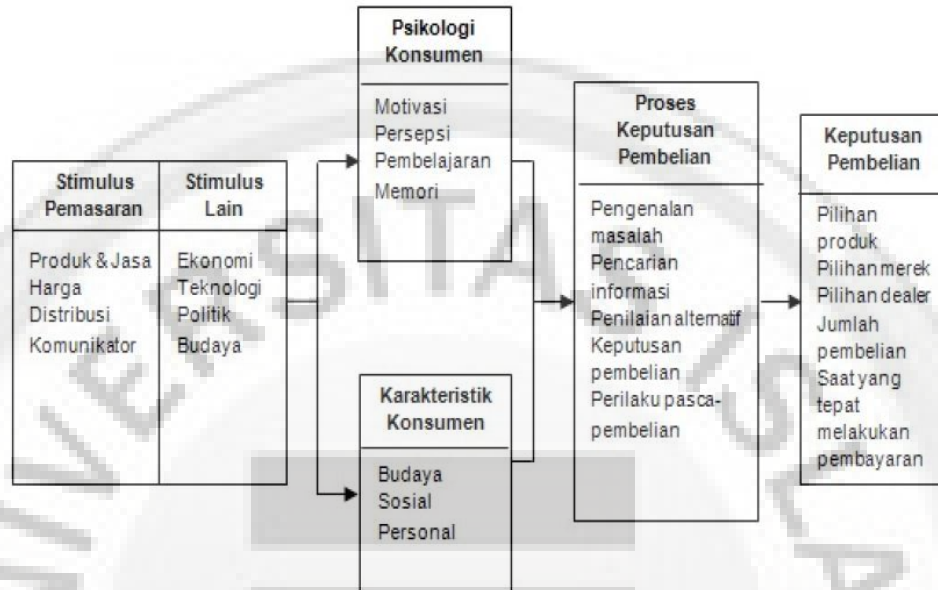 Stimulus
Pemasaran
Produk & Jasa
Harga
Distribusi
Komunikator
Stimulus
Lain
Ekonomi
Teknologi
Politik
Budaya
Psikologi
Konsumen
Motivasi
Persepsi
Pembelajaran
Memori
Karakteristik
Konsumen
Budaya
Sosial
Personal
Proses
Keputusan
Pembelian
Pengenalan
masalah
Pencarian
informasi
Penilaian alternatif
Keputusan
pembelian
Perilaku pasca-
pembelian
Keputusan
Pembelian
Pilihan
produk
Pilihan merek
Pilihan dealer
Jumlah
pembelian
Saat yang
tepat
melakukan
pembayaran